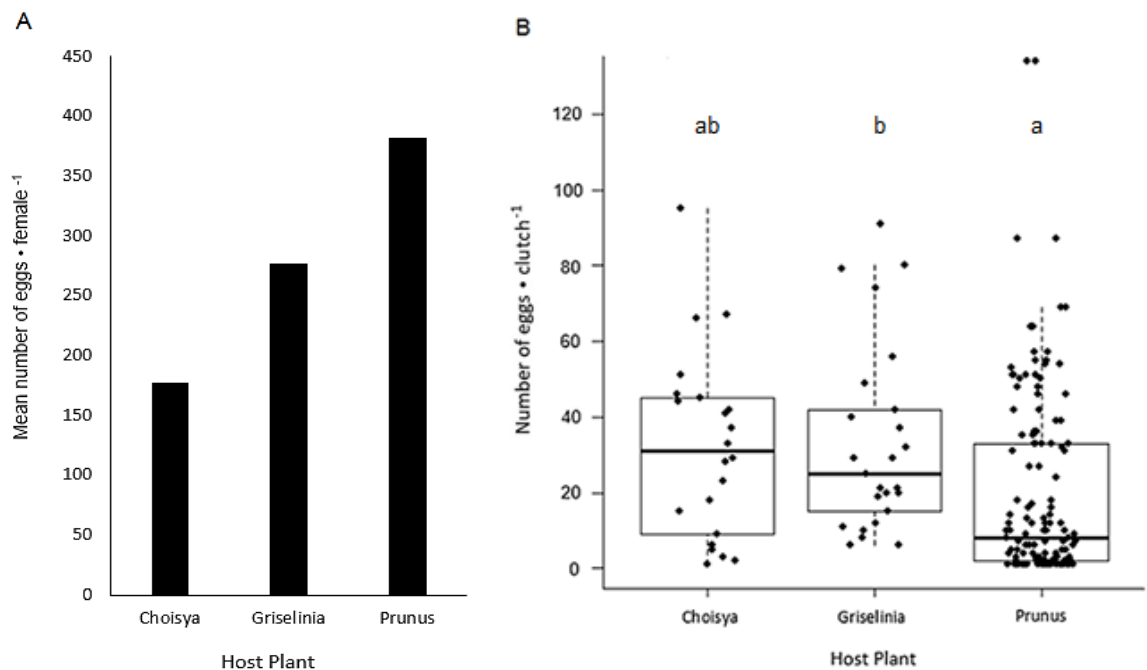 A
450
400
350
300
250
200
150
100
50
0
Mean number of eggs • female -1
Choisya Griselinia Prunus
Host Plant
B
120
100
80
60
40
20
0
Number of eggs • clutch-1
ab b a
Choisya Griselinia Prunus
Host Plant